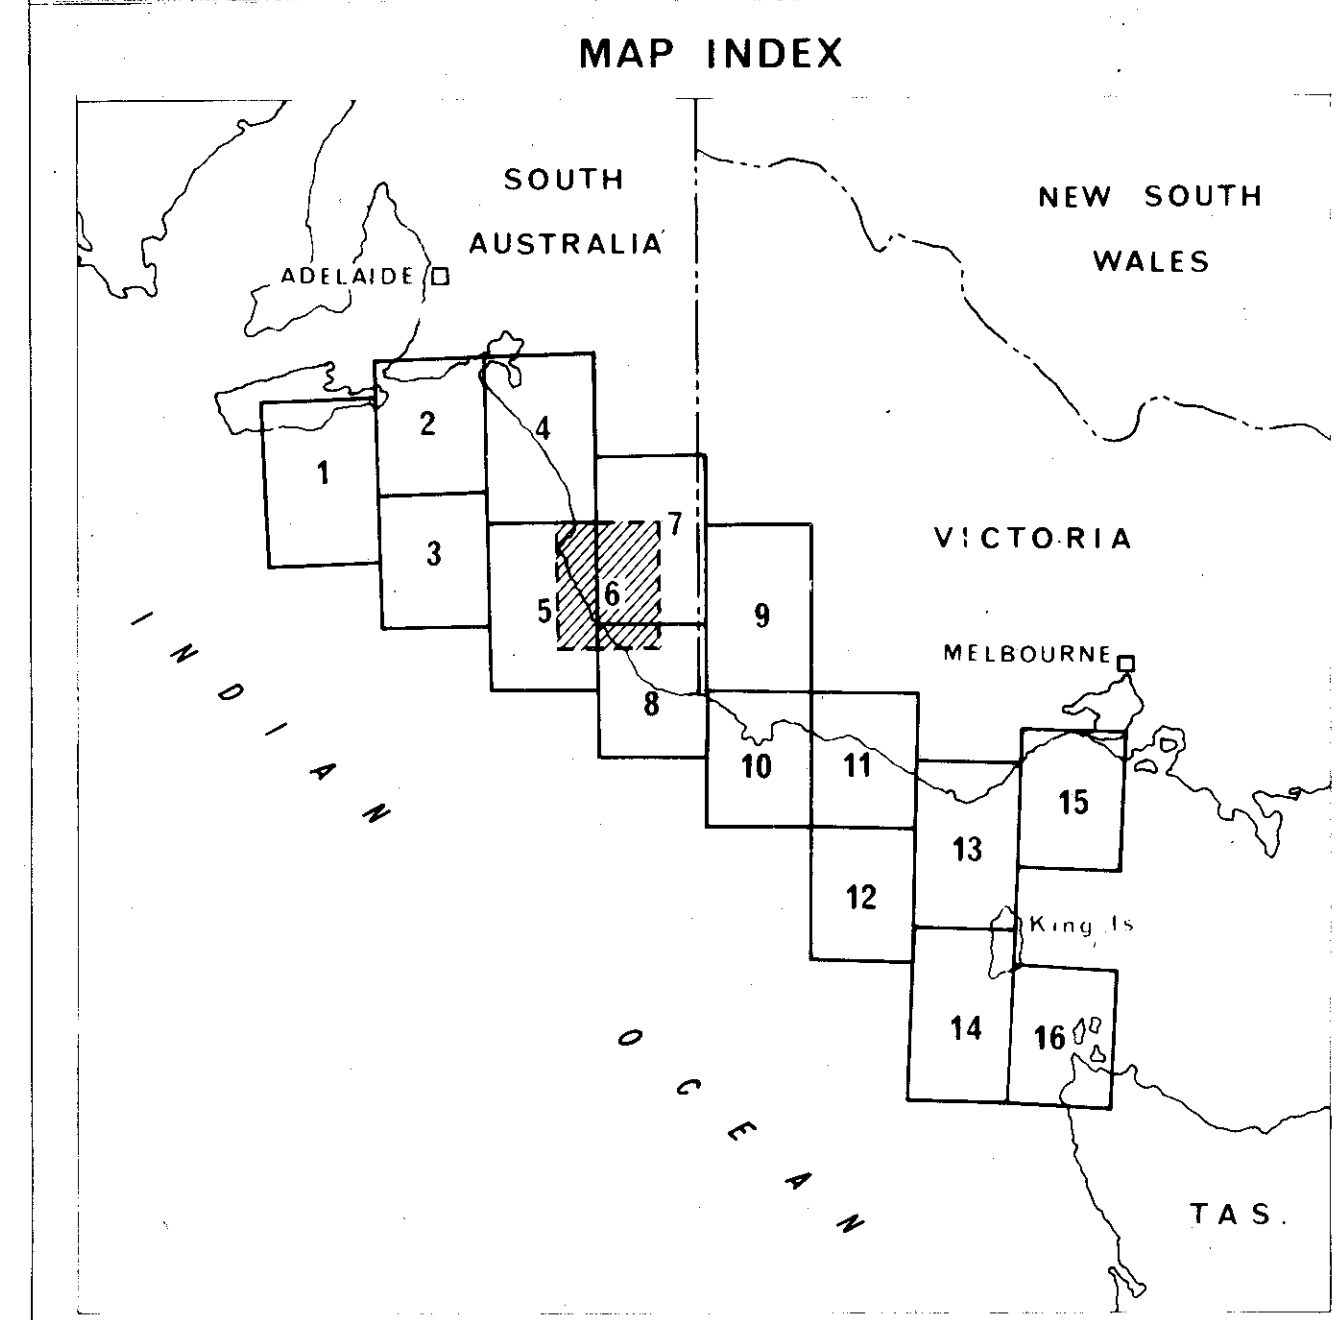 MAP INDEX
SOUTH
AUSTRALIA
NEW SOUTH
WALES
ADELAIDE
2
4
1
7
3
VICTORIA
6
5
9
INDIAN
MELBOURNE
8
10
11
15
13
12
King Is
OCEAN
14
16
TAS.